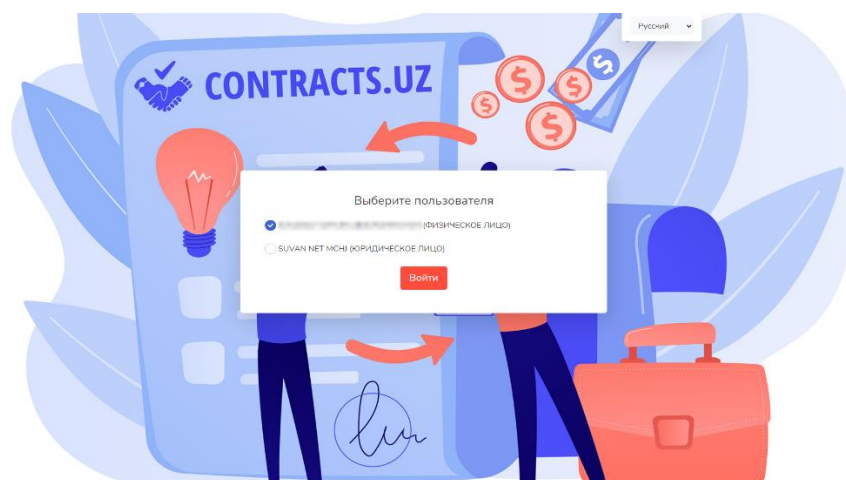 Русский
CONTRACTS.UZ
Выберите пользователя
(ФИЗИЧЕСКОЕ ЛИЦО)
SUVAN NET MCHJ (ЮРИДИЧЕСКОЕ ЛИЦО)
Войти